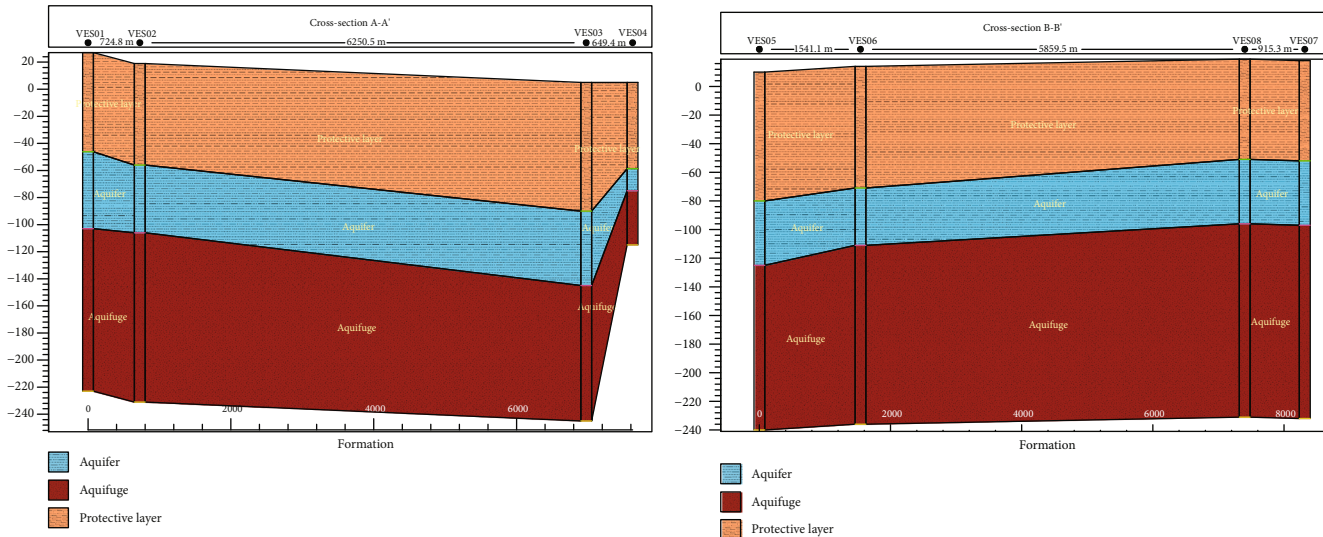 Cross-section A-A'
VES01 VES02 VES03 VES04
724.8 m 6250.5 m 649.4 m
20
0
−20
−40
−60
−80
−100
−120
−140
−160
−180
−200
−220
−240
Protective layer
Protective layer
Protective layer
Aquifer
Aquifer
Aquifer
Aquifuge
Aquifuge
Aquifuge
0 2000 4000 6000
Formation
Aquifer
Aquifuge
Protective layer
Cross-section B-B'
VES05 VES06 VES08 VES07
1541.1 m 5859.5 m 915.3 m
0
−20
−40
−60
−80
−100
−120
−140
−160
−180
−200
−220
−240
Protective layer
Protective layer
Protective layer
Aquifer
Aquifer
Aquifer
Aquifuge
Aquifuge
Aquifuge
0 2000 4000 6000 8000
Formation
Aquifer
Aquifuge
Protective layer